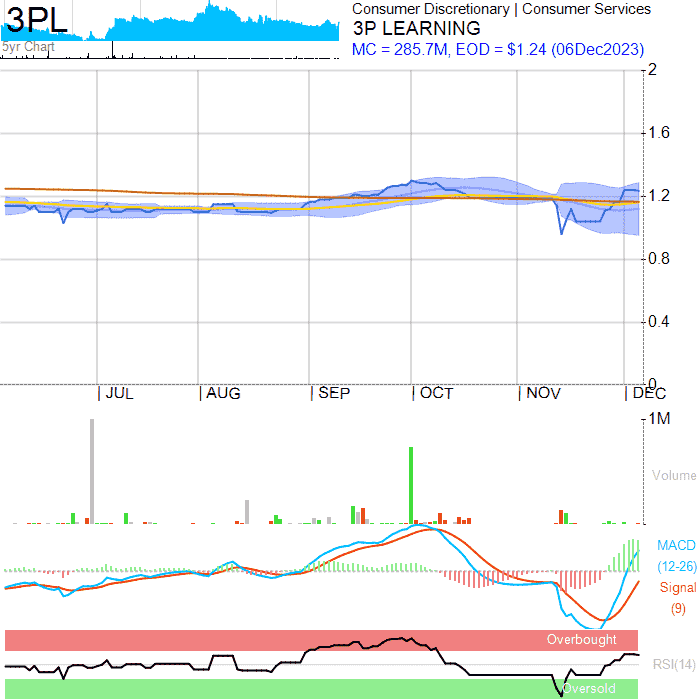 3PL
5yr Chart
Consumer Discretionary | Consumer Services
3P LEARNING
MC = 285.7M, EOD = $1.24 (06Dec2023)
2
1.6
1.2
0.8
0.4
0
JUL
AUG
SEP
OCT
NOV
DEC
1M
Volume
MACD
(12-26)
Signal
(9)
Overbought
RSI(14)
Oversold